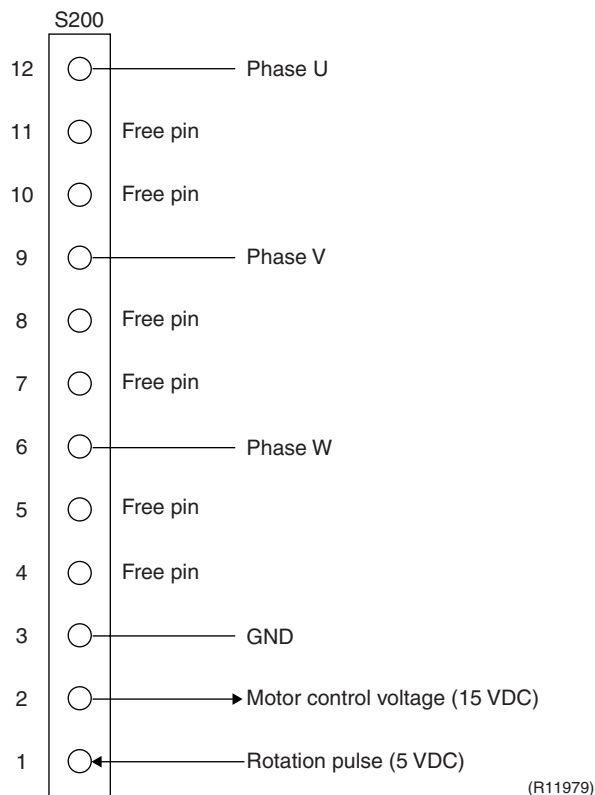 S200
12 Phase U
11 Free pin
10 Free pin
9 Phase V
8 Free pin
7 Free pin
6 Phase W
5 Free pin
4 Free pin
3 GND
2 Motor control voltage (15 VDC)
1 Rotation pulse (5 VDC)
(R11979)